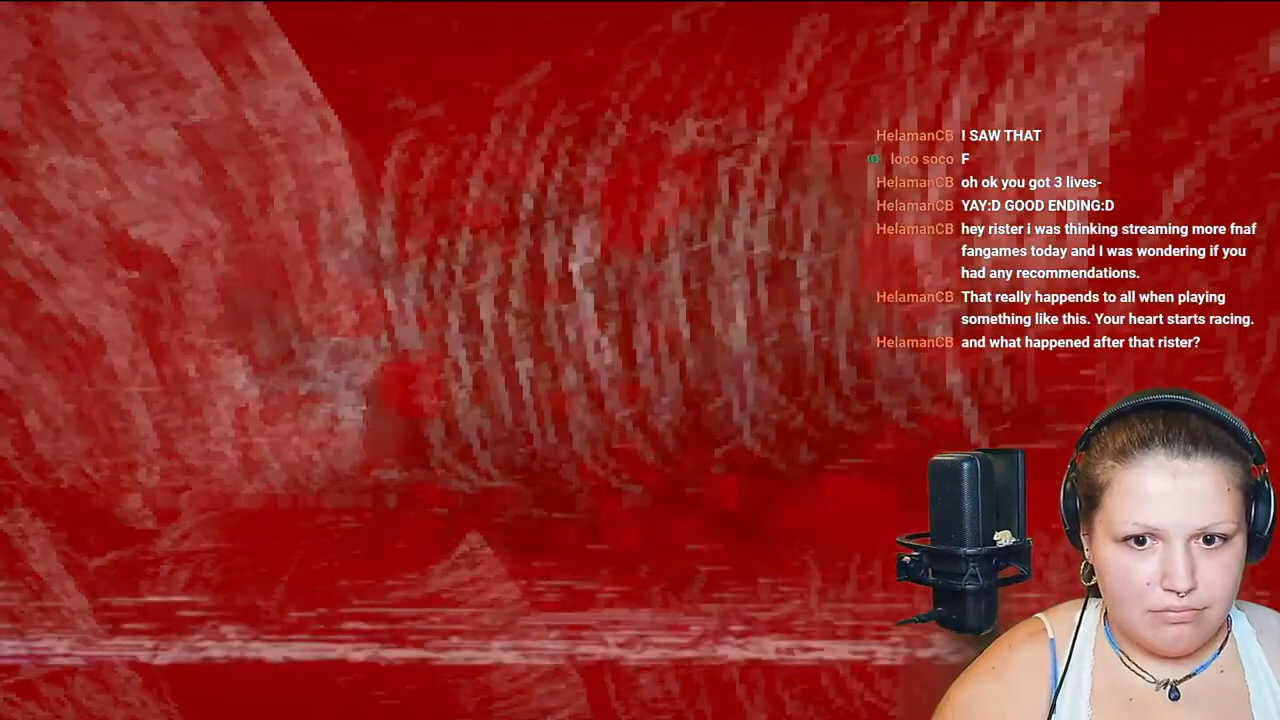 HelamanCB I SAW THAT
loco soco F
HelamanCB oh ok you got 3 lives-
HelamanCB YAY:D GOOD ENDING:D
HelamanCB hey rister i was thinking streaming more fnaf
fangames today and I was wondering if you
had any recommendations.
HelamanCB That really happends to all when playing
something like this. Your heart starts racing.
HelamanCB and what happened after that rister?